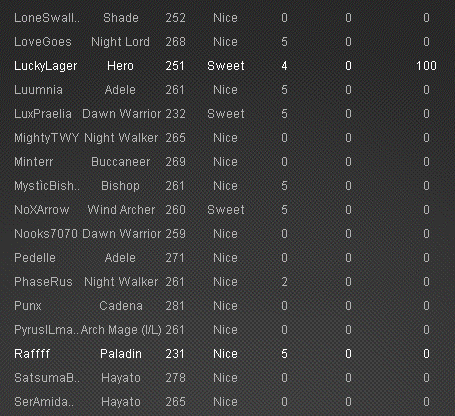 LoneSwall.. Shade 252 Nice 0 0 0
LoveGoes Night Lord 268 Nice 5 0 0
LuckyLager Hero 251 Sweet 4 0 100
Luumnia Adele 261 Nice 5 0 0
LuxPraelia Dawn Warrior 232 Sweet 5 0 0
MightyTWY Night Walker 265 Nice 0 0 0
Minterr Buccaneer 269 Nice 0 0 0
MysticBish.. Bishop 261 Nice 5 0 0
NoXArrow Wind Archer 260 Sweet 5 0 0
Nooks7070 Dawn Warrior 259 Nice 0 0 0
Pedelle Adele 271 Nice 0 0 0
PhaseRus Night Walker 261 Nice 2 0 0
Punx Cadena 281 Nice 0 0 0
PyrusILma.. Arch Mage (I/L) 261 Nice 0 0 0
Raffff Paladin 231 Nice 5 0 0
SatsumaB.. Hayato 278 Nice 0 0 0
SerAmida.. Hayato 265 Nice 0 0 0